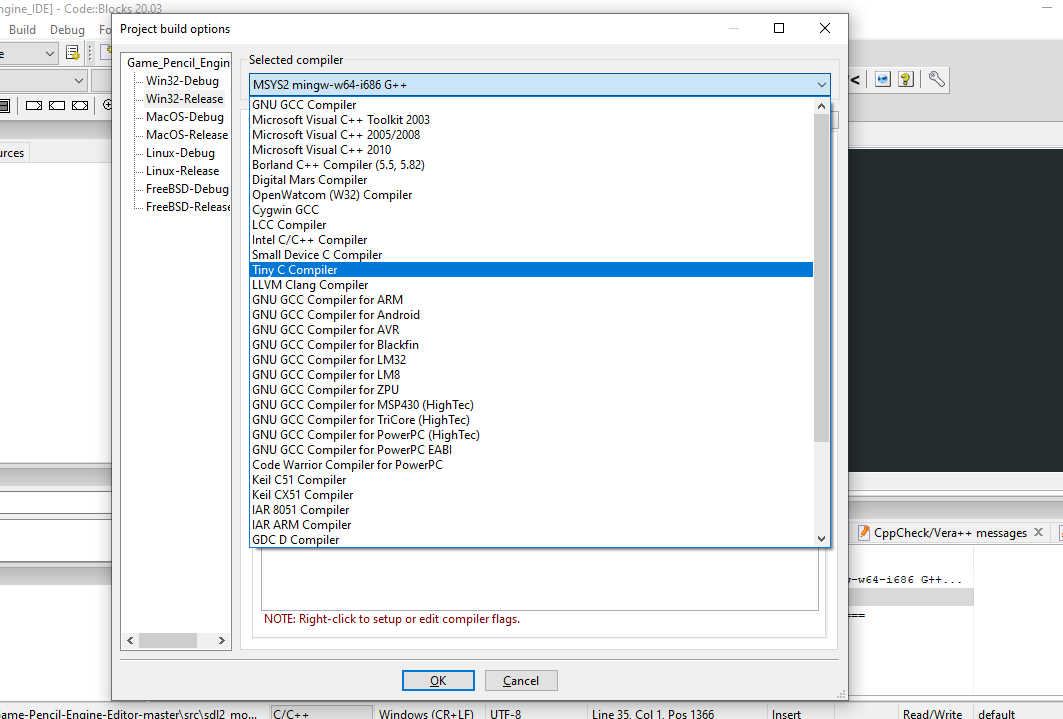 ngine_IDE] - Code::Blocks 20.03
Build Debug Fo
Project build options
Game_Pencil_Engin
Win32-Debug
Win32-Release
MacOS-Debug
MacOS-Release
Linux-Debug
Linux-Release
FreeBSD-Debug
FreeBSD-Release
Selected compiler
MSYS2 mingw-w64-i686 G++
GNU GCC Compiler
Microsoft Visual C++ Toolkit 2003
Microsoft Visual C++ 2005/2008
Microsoft Visual C++ 2010
Borland C++ Compiler (5.5, 5.82)
Digital Mars Compiler
OpenWatcom (W32) Compiler
Cygwin GCC
LCC Compiler
Intel C/C++ Compiler
Small Device C Compiler
Tiny C Compiler
LLVM Clang Compiler
GNU GCC Compiler for ARM
GNU GCC Compiler for Android
GNU GCC Compiler for AVR
GNU GCC Compiler for Blackfin
GNU GCC Compiler for LM32
GNU GCC Compiler for LM8
GNU GCC Compiler for ZPU
GNU GCC Compiler for MSP430 (HighTec)
GNU GCC Compiler for TriCore (HighTec)
GNU GCC Compiler for PowerPC (HighTec)
GNU GCC Compiler for PowerPC EABI
Code Warrior Compiler for PowerPC
Keil C51 Compiler
Keil CX51 Compiler
IAR 8051 Compiler
IAR ARM Compiler
GDC D Compiler
NOTE: Right-click to setup or edit compiler flags.
OK Cancel
urces
CppCheck/Vera++ messages
w-w64-i686 G++...
===
ame-Pencil-Engine-Editor-master\src\sdl2_mo... C/C++ Windows (CR+LF) UTF-8 Line 35, Col 1, Pos 1366 Insert Read/Write default